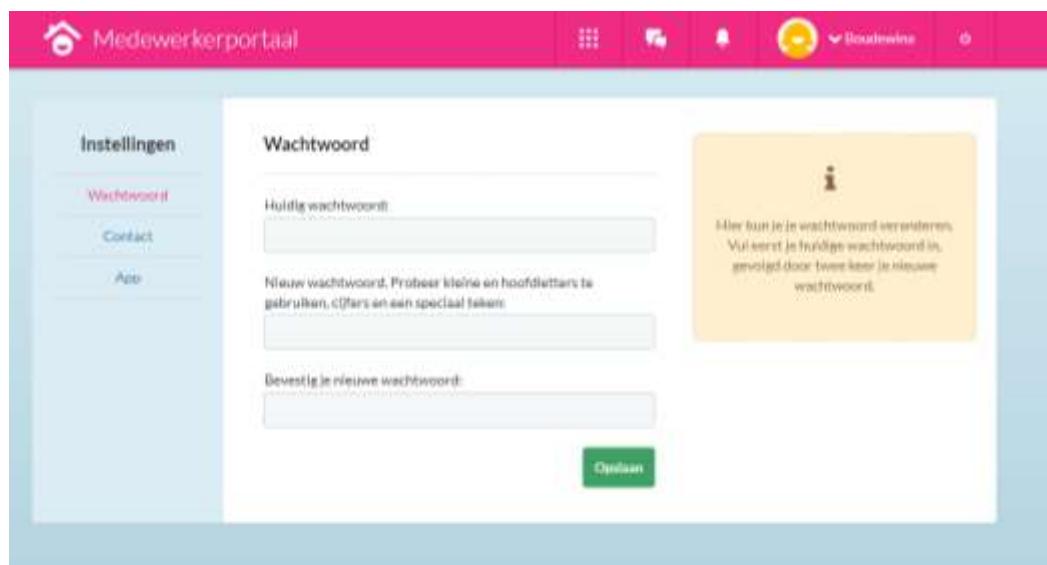 Medewerkerportaal
Boudewina
Instellingen
Wachtwoord
Contact
App
Wachtwoord
Huidig wachtwoord:
Nieuw wachtwoord. Probeer kleine en hoofdletters te
gebruiken, cijfers en een speciaal teken:
Bevestig je nieuwe wachtwoord:
Opslaan
Hier kun je je wachtwoord veranderen.
Vul eerst je huidige wachtwoord in,
gevolgd door twee keer je nieuwe
wachtwoord.